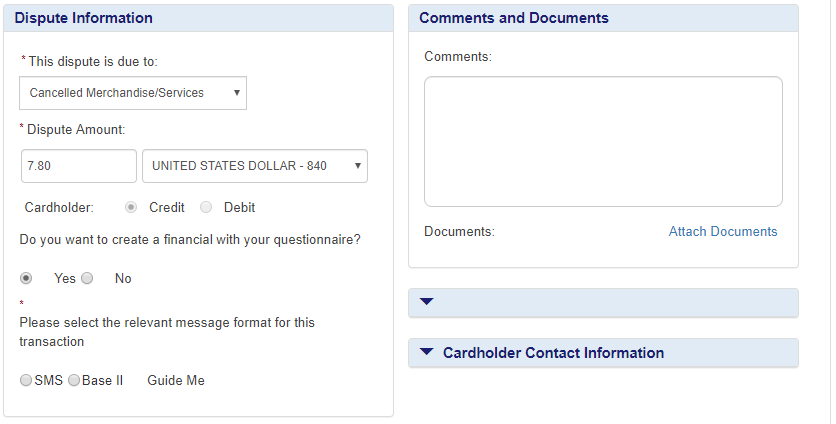 Dispute Information
* This dispute is due to:
Cancelled Merchandise/Services
* Dispute Amount:
7.80 UNITED STATES DOLLAR - 840
Cardholder: Credit Debit
Do you want to create a financial with your questionnaire?
Yes No
*
Please select the relevant message format for this
transaction
SMS Base II Guide Me
Comments and Documents
Comments:
Documents: Attach Documents
Cardholder Contact Information